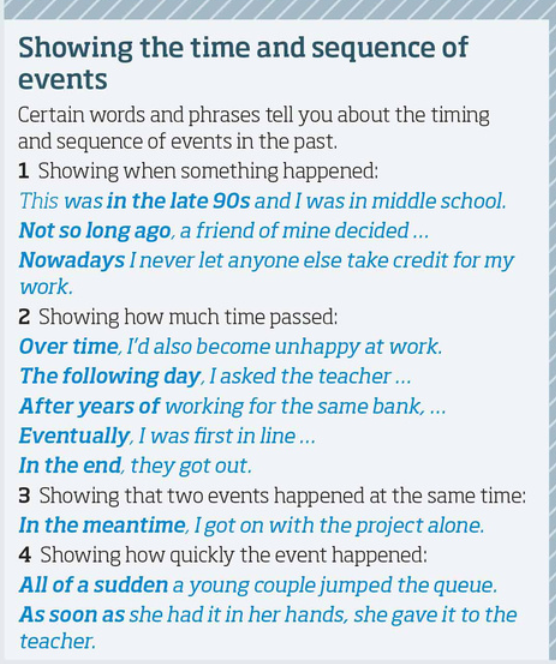 Showing the time and sequence of
events
Certain words and phrases tell you about the timing
and sequence of events in the past.
1 Showing when something happened:
This was in the late 90s and I was in middle school.
Not so long ago, a friend of mine decided ...
Nowadays I never let anyone else take credit for my
work.
2 Showing how much time passed:
Over time, I'd also become unhappy at work.
The following day, I asked the teacher ...
After years of working for the same bank, ...
Eventually, I was first in line ...
In the end, they got out.
3 Showing that two events happened at the same time:
In the meantime, I got on with the project alone.
4 Showing how quickly the event happened:
All of a sudden a young couple jumped the queue.
As soon as she had it in her hands, she gave it to the
teacher.